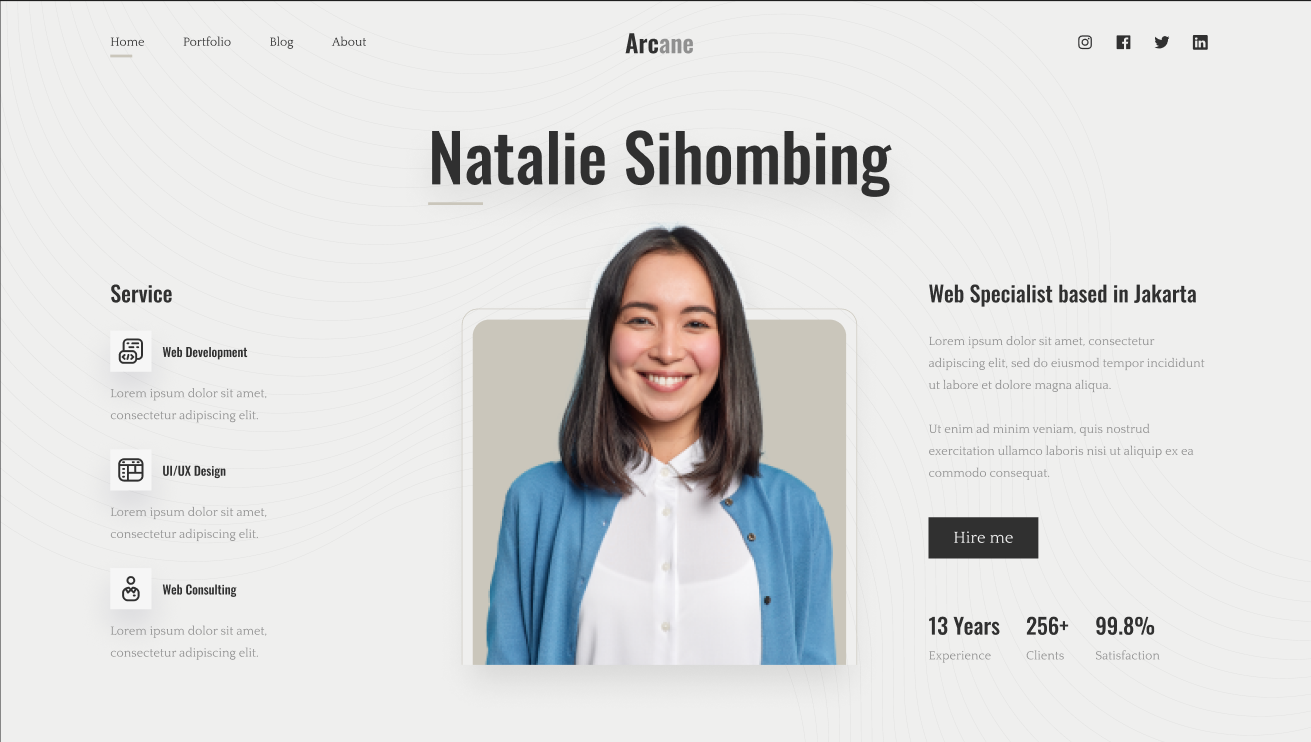 Home Portfolio Blog About
Arcane
Natalie Sihombing
Service
Web Development
Lorem ipsum dolor sit amet,
consectetur adipiscing elit.
UI/UX Design
Lorem ipsum dolor sit amet,
consectetur adipiscing elit.
Web Consulting
Lorem ipsum dolor sit amet,
consectetur adipiscing elit.
Web Specialist based in Jakarta
Lorem ipsum dolor sit amet, consectetur
adipiscing elit, sed do eiusmod tempor incididunt
ut labore et dolore magna aliqua.
Ut enim ad minim veniam, quis nostrud
exercitation ullamco laboris nisi ut aliquip ex ea
commodo consequat.
Hire me
13 Years 256+ 99.8%
Experience Clients Satisfaction